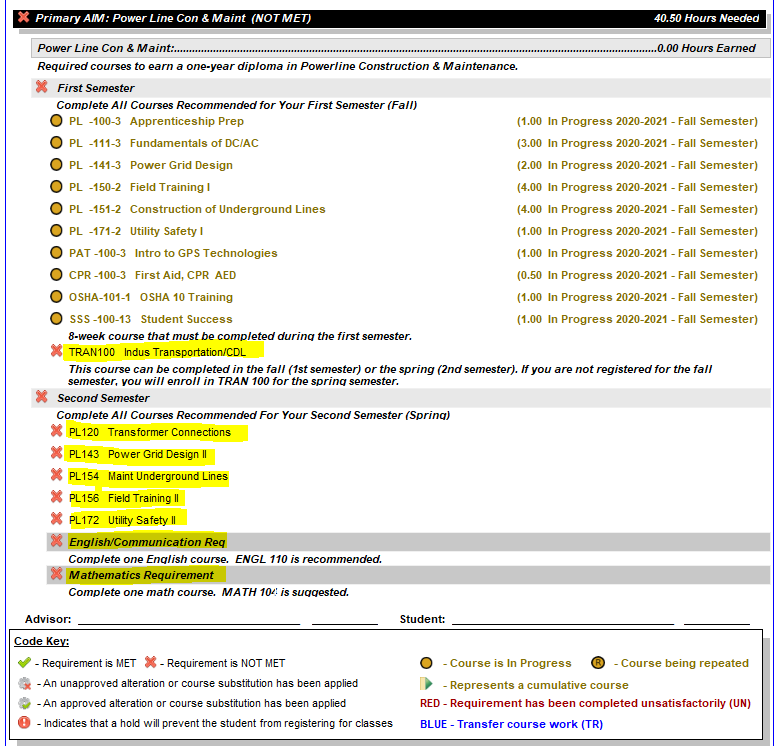 Primary AIM: Power Line Con & Maint (NOT MET) 40.50 Hours Needed
Power Line Con & Maint:.....................................................................................................................................................0.00 Hours Earned
Required courses to earn a one-year diploma in Powerline Construction & Maintenance.
First Semester
Complete All Courses Recommended for Your First Semester (Fall)
PL -100-3 Apprenticeship Prep (1.00 In Progress 2020-2021 - Fall Semester)
PL -111-3 Fundamentals of DC/AC (3.00 In Progress 2020-2021 - Fall Semester)
PL -141-3 Power Grid Design (2.00 In Progress 2020-2021 - Fall Semester)
PL -150-2 Field Training I (4.00 In Progress 2020-2021 - Fall Semester)
PL -151-2 Construction of Underground Lines (4.00 In Progress 2020-2021 - Fall Semester)
PL -171-2 Utility Safety I (1.00 In Progress 2020-2021 - Fall Semester)
PAT -100-3 Intro to GPS Technologies (1.00 In Progress 2020-2021 - Fall Semester)
CPR -100-3 First Aid, CPR AED (0.50 In Progress 2020-2021 - Fall Semester)
OSHA-101-1 OSHA 10 Training (1.00 In Progress 2020-2021 - Fall Semester)
SSS -100-13 Student Success (1.00 In Progress 2020-2021 - Fall Semester)
8-week course that must be completed during the first semester.
TRAN100 Indus Transportation/CDL
This course can be completed in the fall (1st semester) or the spring (2nd semester). If you are not registered for the fall
semester, you will enroll in TRAN 100 for the spring semester.
Second Semester
Complete All Courses Recommended For Your Second Semester (Spring)
PL120 Transformer Connections
PL143 Power Grid Design II
PL154 Maint Underground Lines
PL156 Field Training II
PL172 Utility Safety II
English/Communication Req
Complete one English course. ENGL 110 is recommended.
Mathematics Requirement
Complete one math course. MATH 104 is suggested.
Advisor: ____________________ __________ Student: ____________________ __________
Code Key:
- Requirement is MET - Requirement is NOT MET - Course is In Progress R - Course being repeated
- An unapproved alteration or course substitution has been applied - Represents a cumulative course
- An approved alteration or course substitution has been applied RED - Requirement has been completed unsatisfactorily (UN)
- Indicates that a hold will prevent the student from registering for classes BLUE - Transfer course work (TR)